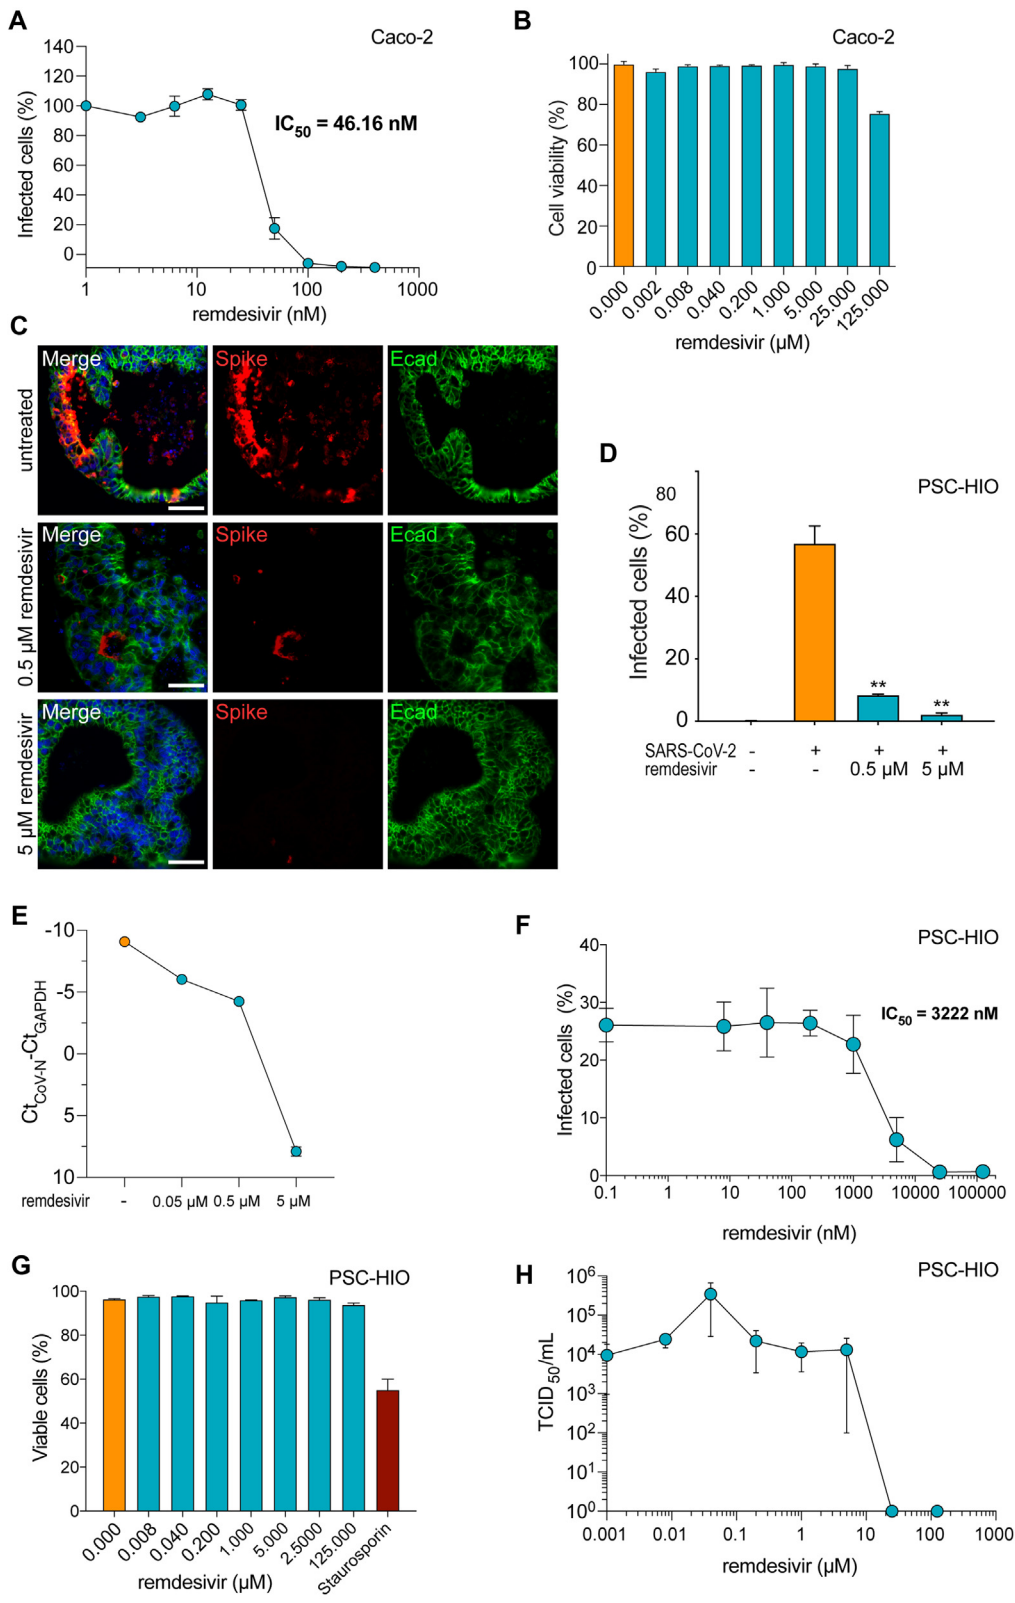 A
Caco-2
140
120
100
80
60
40
20
0
Infected cells (%)
IC50 = 46.16 nM
1 10 100 1000
remdesivir (nM)
B
Caco-2
100
80
60
40
20
0
Cell viability (%)
0.000 0.002 0.008 0.040 0.200 1.000 5.000 25.000 125.000
remdesivir (µM)
C
untreated
Merge Spike Ecad
0.5 µM remdesivir
Merge Spike Ecad
5 µM remdesivir
Merge Spike Ecad
D
PSC-HIO
80
60
40
20
0
Infected cells (%)
** **
SARS-CoV-2 - + + +
remdesivir - - 0.5 µM 5 µM
E
-10
-5
0
5
10
CtCoV-N-CtGAPDH
remdesivir - 0.05 µM 0.5 µM 5 µM
F
PSC-HIO
40
30
20
10
0
Infected cells (%)
IC50 = 3222 nM
0.1 1 10 100 1000 10000 100000
remdesivir (nM)
G
PSC-HIO
100
80
60
40
20
0
Viable cells (%)
0.000 0.008 0.040 0.200 1.000 5.000 2.5000 125.000 Staurosporin
remdesivir (µM)
H
PSC-HIO
10^6
10^5
10^4
10^3
10^2
10^1
10^0
TCID50/mL
0.001 0.01 0.1 1 10 100 1000
remdesivir (µM)